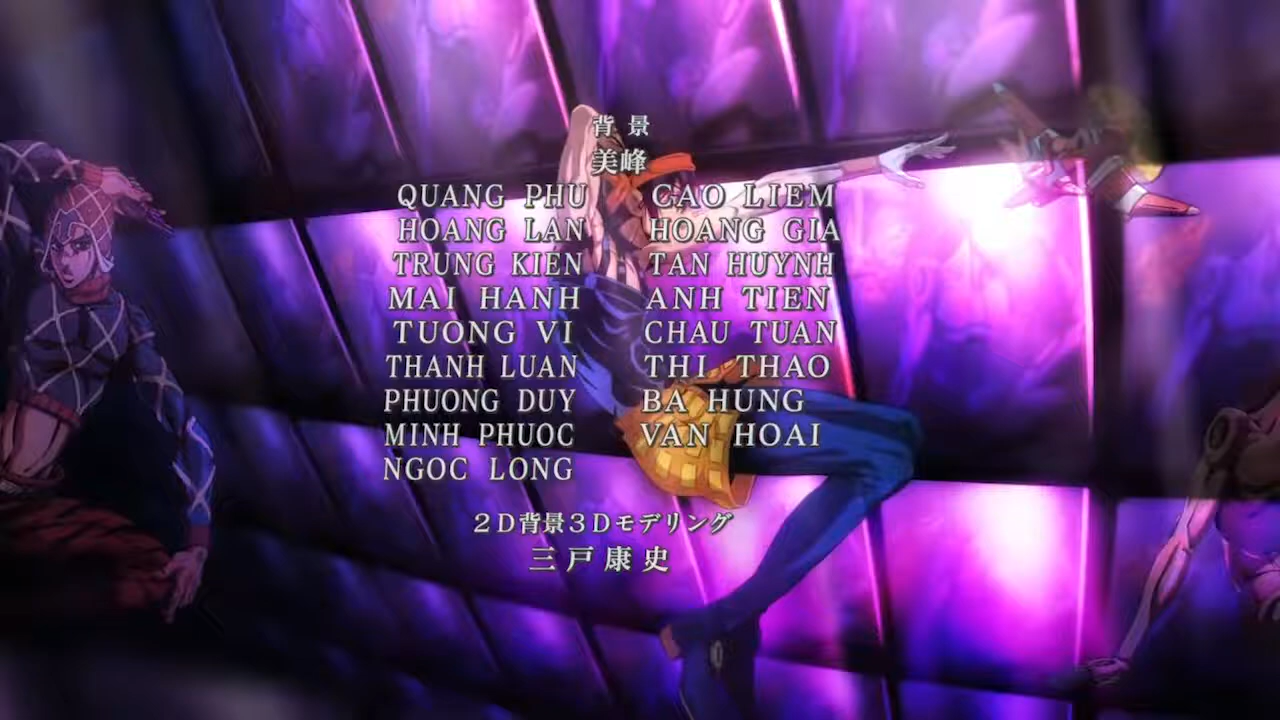 背景
美峰
QUANG PHU CAO LIEM
HOANG LAN HOANG GIA
TRUNG KIEN TAN HUYNH
MAI HANH ANH TIEN
TUONG VI CHAU TUAN
THANH LUAN THI THAO
PHUONG DUY BA HUNG
MINH PHUOC VAN HOAI
NGOC LONG
2D背景3Dモデリング
三戸康史